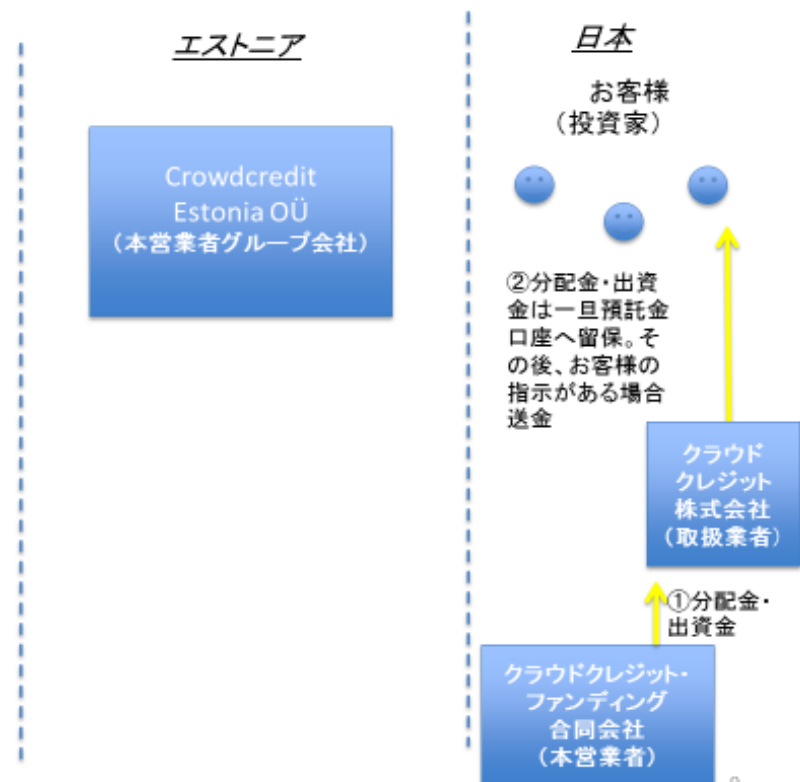 エストニア
日本
お客様
（投資家）
Crowdcredit
Estonia OÜ
（本営業者グループ会社）
②分配金・出資
金は一旦預託金
口座へ留保。そ
の後、お客様の
指示がある場合
送金
クラウド
クレジット
株式会社
（取扱業者）
①分配金・
出資金
クラウドクレジット・
ファンディング
合同会社
（本営業者）